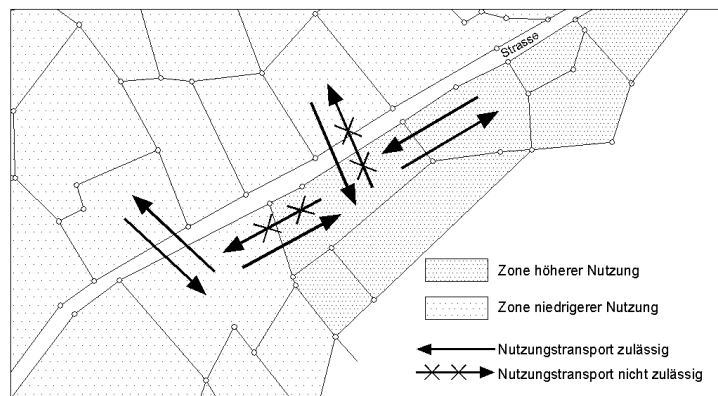 Strasse
Zone höherer Nutzung
Zone niedrigerer Nutzung
Nutzungstransport zulässig
Nutzungstransport nicht zulässig